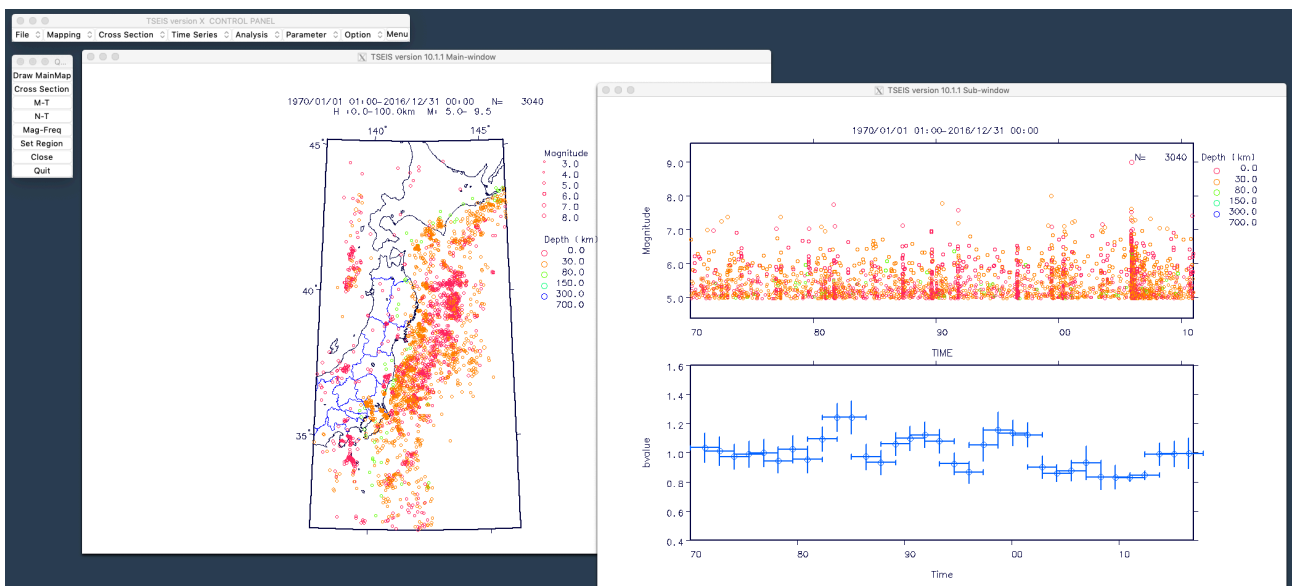 TSEIS version X CONTROL PANEL
File Mapping Cross Section Time Series Analysis Parameter Option Menu
Q...
Draw MainMap
Cross Section
M-T
N-T
Mag-Freq
Set Region
Close
Quit
TSEIS version 10.1.1 Main-window
1970/01/01 01:00-2016/12/31 00:00 N= 3040
H :0.0-100.0km M: 5.0- 9.5
140° 145°
45°
40°
35°
140 145
Magnitude
3.0
4.0
5.0
6.0
7.0
8.0
Depth (km)
0.0
30.0
80.0
150.0
300.0
700.0
TSEIS version 10.1.1 Sub-window
1970/01/01 01:00-2016/12/31 00:00
N= 3040
Depth (km)
0.0
30.0
80.0
150.0
300.0
700.0
Magnitude
9.0
8.0
7.0
6.0
5.0
70 80 90 00 10
TIME
bvalue
1.6
1.4
1.2
1.0
0.8
0.6
0.4
70 80 90 00 10
Time